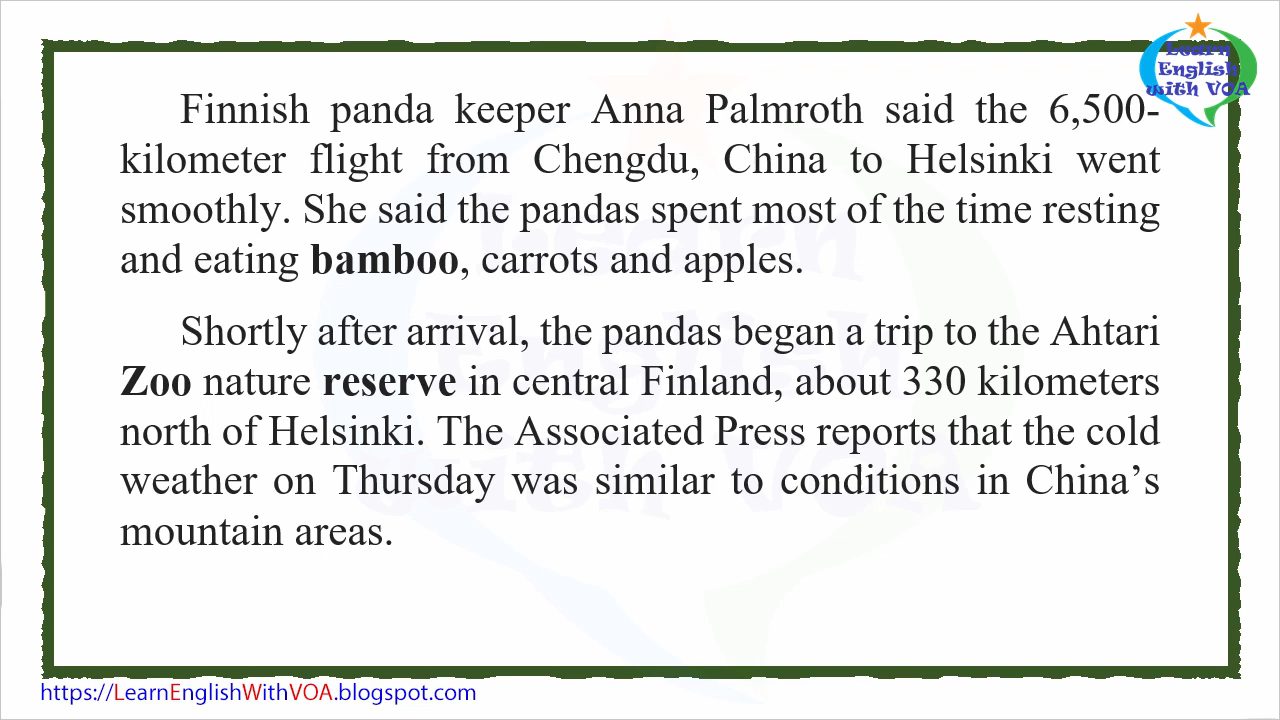 Learn
English
with VOA
Finnish panda keeper Anna Palmroth said the 6,500-
kilometer flight from Chengdu, China to Helsinki went
smoothly. She said the pandas spent most of the time resting
and eating bamboo, carrots and apples.
Shortly after arrival, the pandas began a trip to the Ahtari
Zoo nature reserve in central Finland, about 330 kilometers
north of Helsinki. The Associated Press reports that the cold
weather on Thursday was similar to conditions in China’s
mountain areas.
https://LearnEnglishWithVOA.blogspot.com